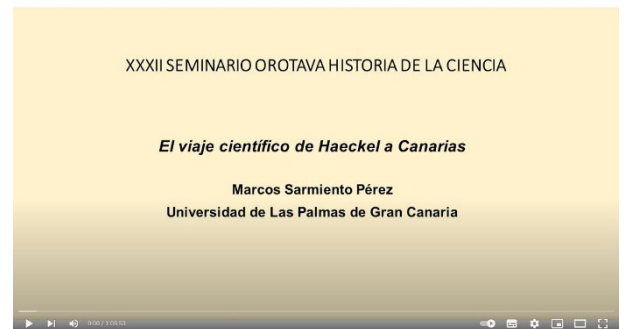 XXXII SEMINARIO OROTAVA HISTORIA DE LA CIENCIA
El viaje científico de Haeckel a Canarias
Marcos Sarmiento Pérez
Universidad de Las Palmas de Gran Canaria